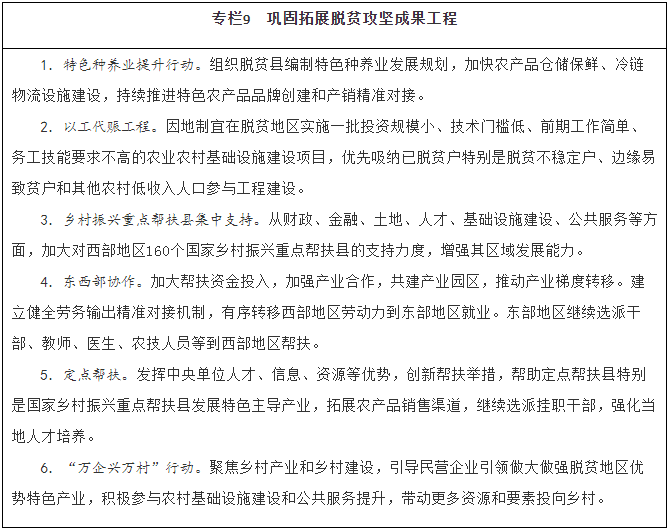 专栏9 巩固拓展脱贫攻坚成果工程
1. 特色种养业提升行动。组织脱贫县编制特色种养业发展规划，加快农产品仓储保鲜、冷链
物流设施建设，持续推进特色农产品品牌创建和产销精准对接。
2. 以工代赈工程。因地制宜在脱贫地区实施一批投资规模小、技术门槛低、前期工作简单、
务工技能要求不高的农业农村基础设施建设项目，优先吸纳已脱贫户特别是脱贫不稳定户、边缘易
致贫户和其他农村低收入人口参与工程建设。
3. 乡村振兴重点帮扶县集中支持。从财政、金融、土地、人才、基础设施建设、公共服务等方
面，加大对西部地区160个国家乡村振兴重点帮扶县的支持力度，增强其区域发展能力。
4. 东西部协作。加大帮扶资金投入，加强产业合作，共建产业园区，推动产业梯度转移。建
立健全劳务输出精准对接机制，有序转移西部地区劳动力到东部地区就业。东部地区继续选派干
部、教师、医生、农技人员等到西部地区帮扶。
5. 定点帮扶。发挥中央单位人才、信息、资源等优势，创新帮扶举措，帮助定点帮扶县特别
是国家乡村振兴重点帮扶县发展特色主导产业，拓展农产品销售渠道，继续选派挂职干部，强化当
地人才培养。
6. “万企兴万村”行动。聚焦乡村产业和乡村建设，引导民营企业引领做大做强脱贫地区优
势特色产业，积极参与农村基础设施建设和公共服务提升，带动更多资源和要素投向乡村。